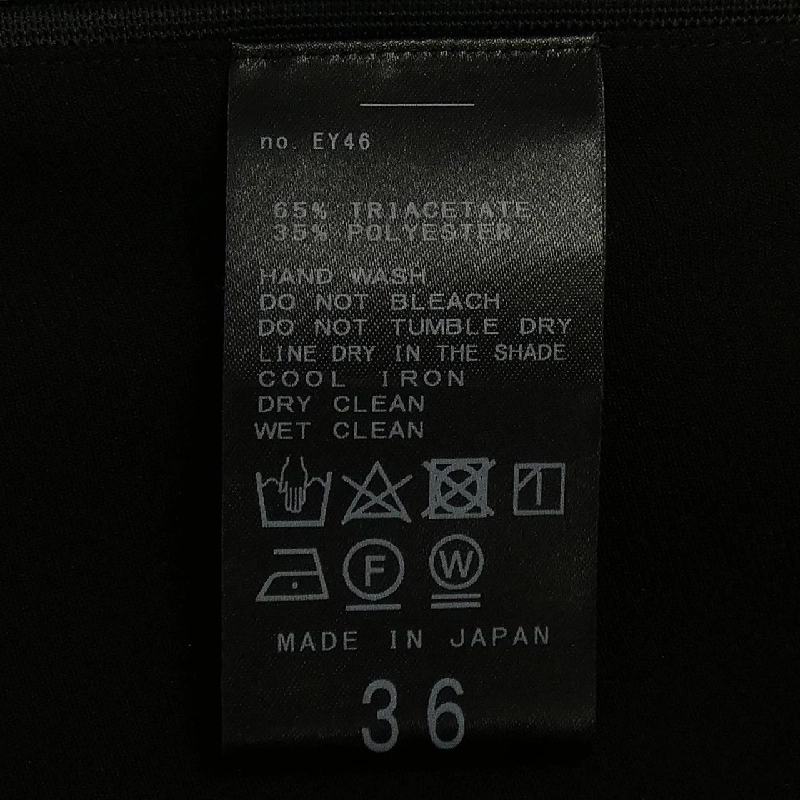 no. EY46
65% TRIACETATE
35% POLYESTER
HAND WASH
DO NOT BLEACH
DO NOT TUMBLE DRY
LINE DRY IN THE SHADE
COOL IRON
DRY CLEAN
WET CLEAN
F W
MADE IN JAPAN
36